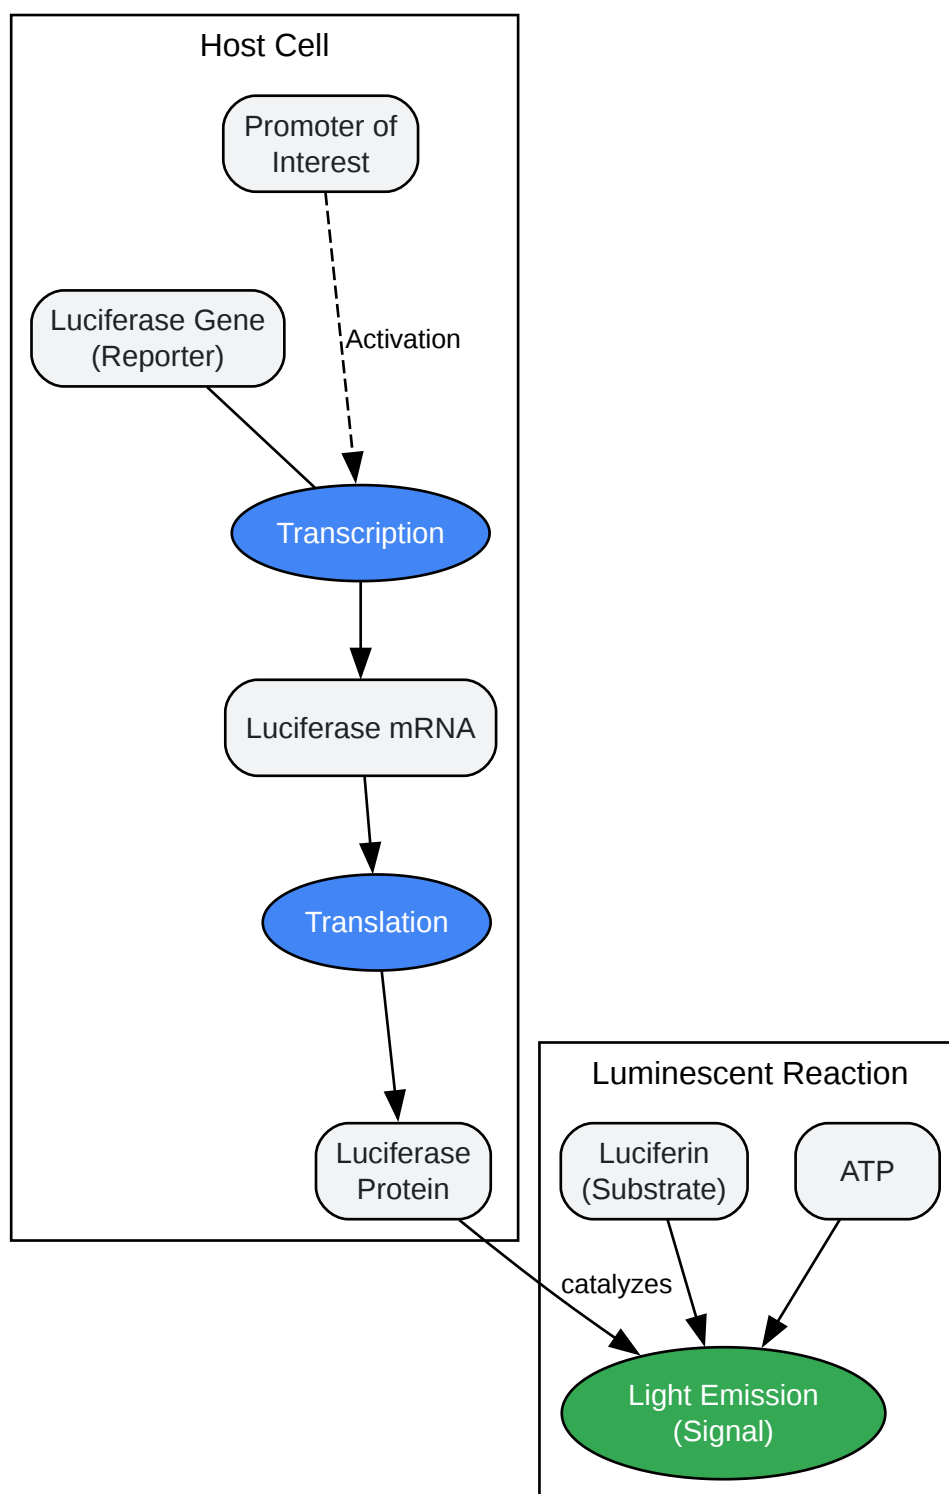 Host Cell
Promoter of
Interest
Luciferase Gene
(Reporter)
Activation
Transcription
Luciferase mRNA
Translation
Luciferase
Protein
Luminescent Reaction
Luciferin
(Substrate)
ATP
catalyzes
Light Emission
(Signal)